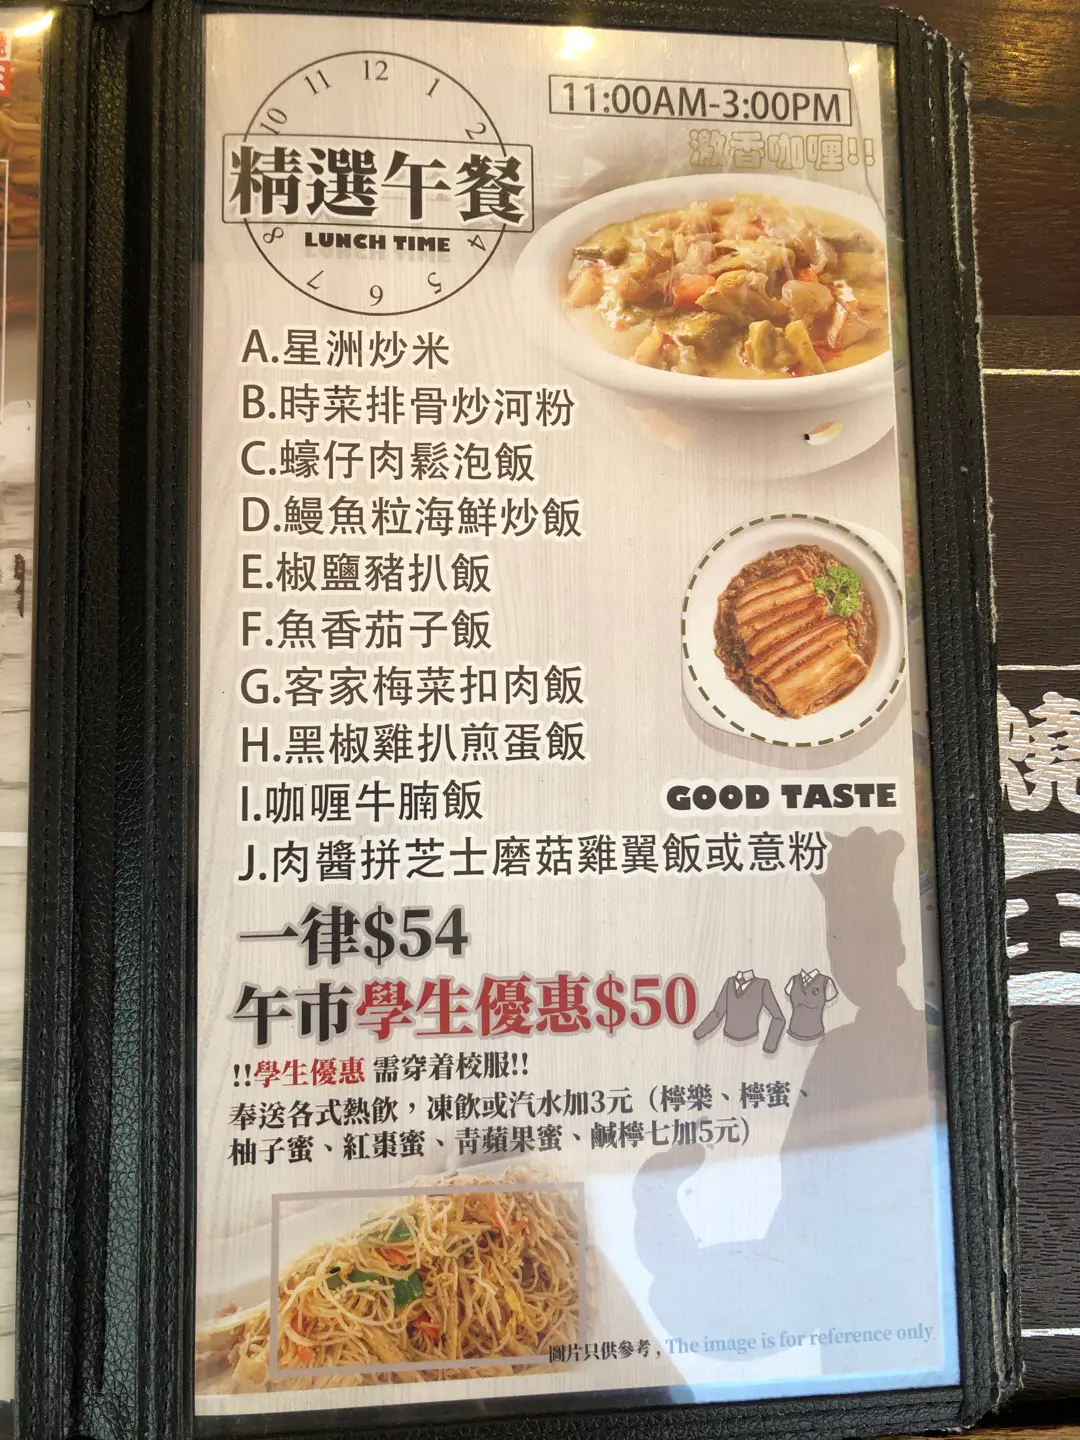 11:00AM-3:00PM
激香咖喱!!
12
1
2
4
5
6
7
8
10
11
精選午餐
LUNCH TIME
A.星洲炒米
B.時菜排骨炒河粉
C.蠔仔肉鬆泡飯
D.鰻魚粒海鮮炒飯
E.椒鹽豬扒飯
F.魚香茄子飯
G.客家梅菜扣肉飯
H.黑椒雞扒煎蛋飯
I.咖喱牛腩飯
J.肉醬拼芝士磨菇雞翼飯或意粉
GOOD TASTE
一律$54
午市學生優惠$50
!!學生優惠 需穿着校服!!
奉送各式熱飲，凍飲或汽水加3元（檸樂、檸蜜、
柚子蜜、紅棗蜜、青蘋果蜜、鹹檸七加5元)
圖片只供參考 , The image is for reference only